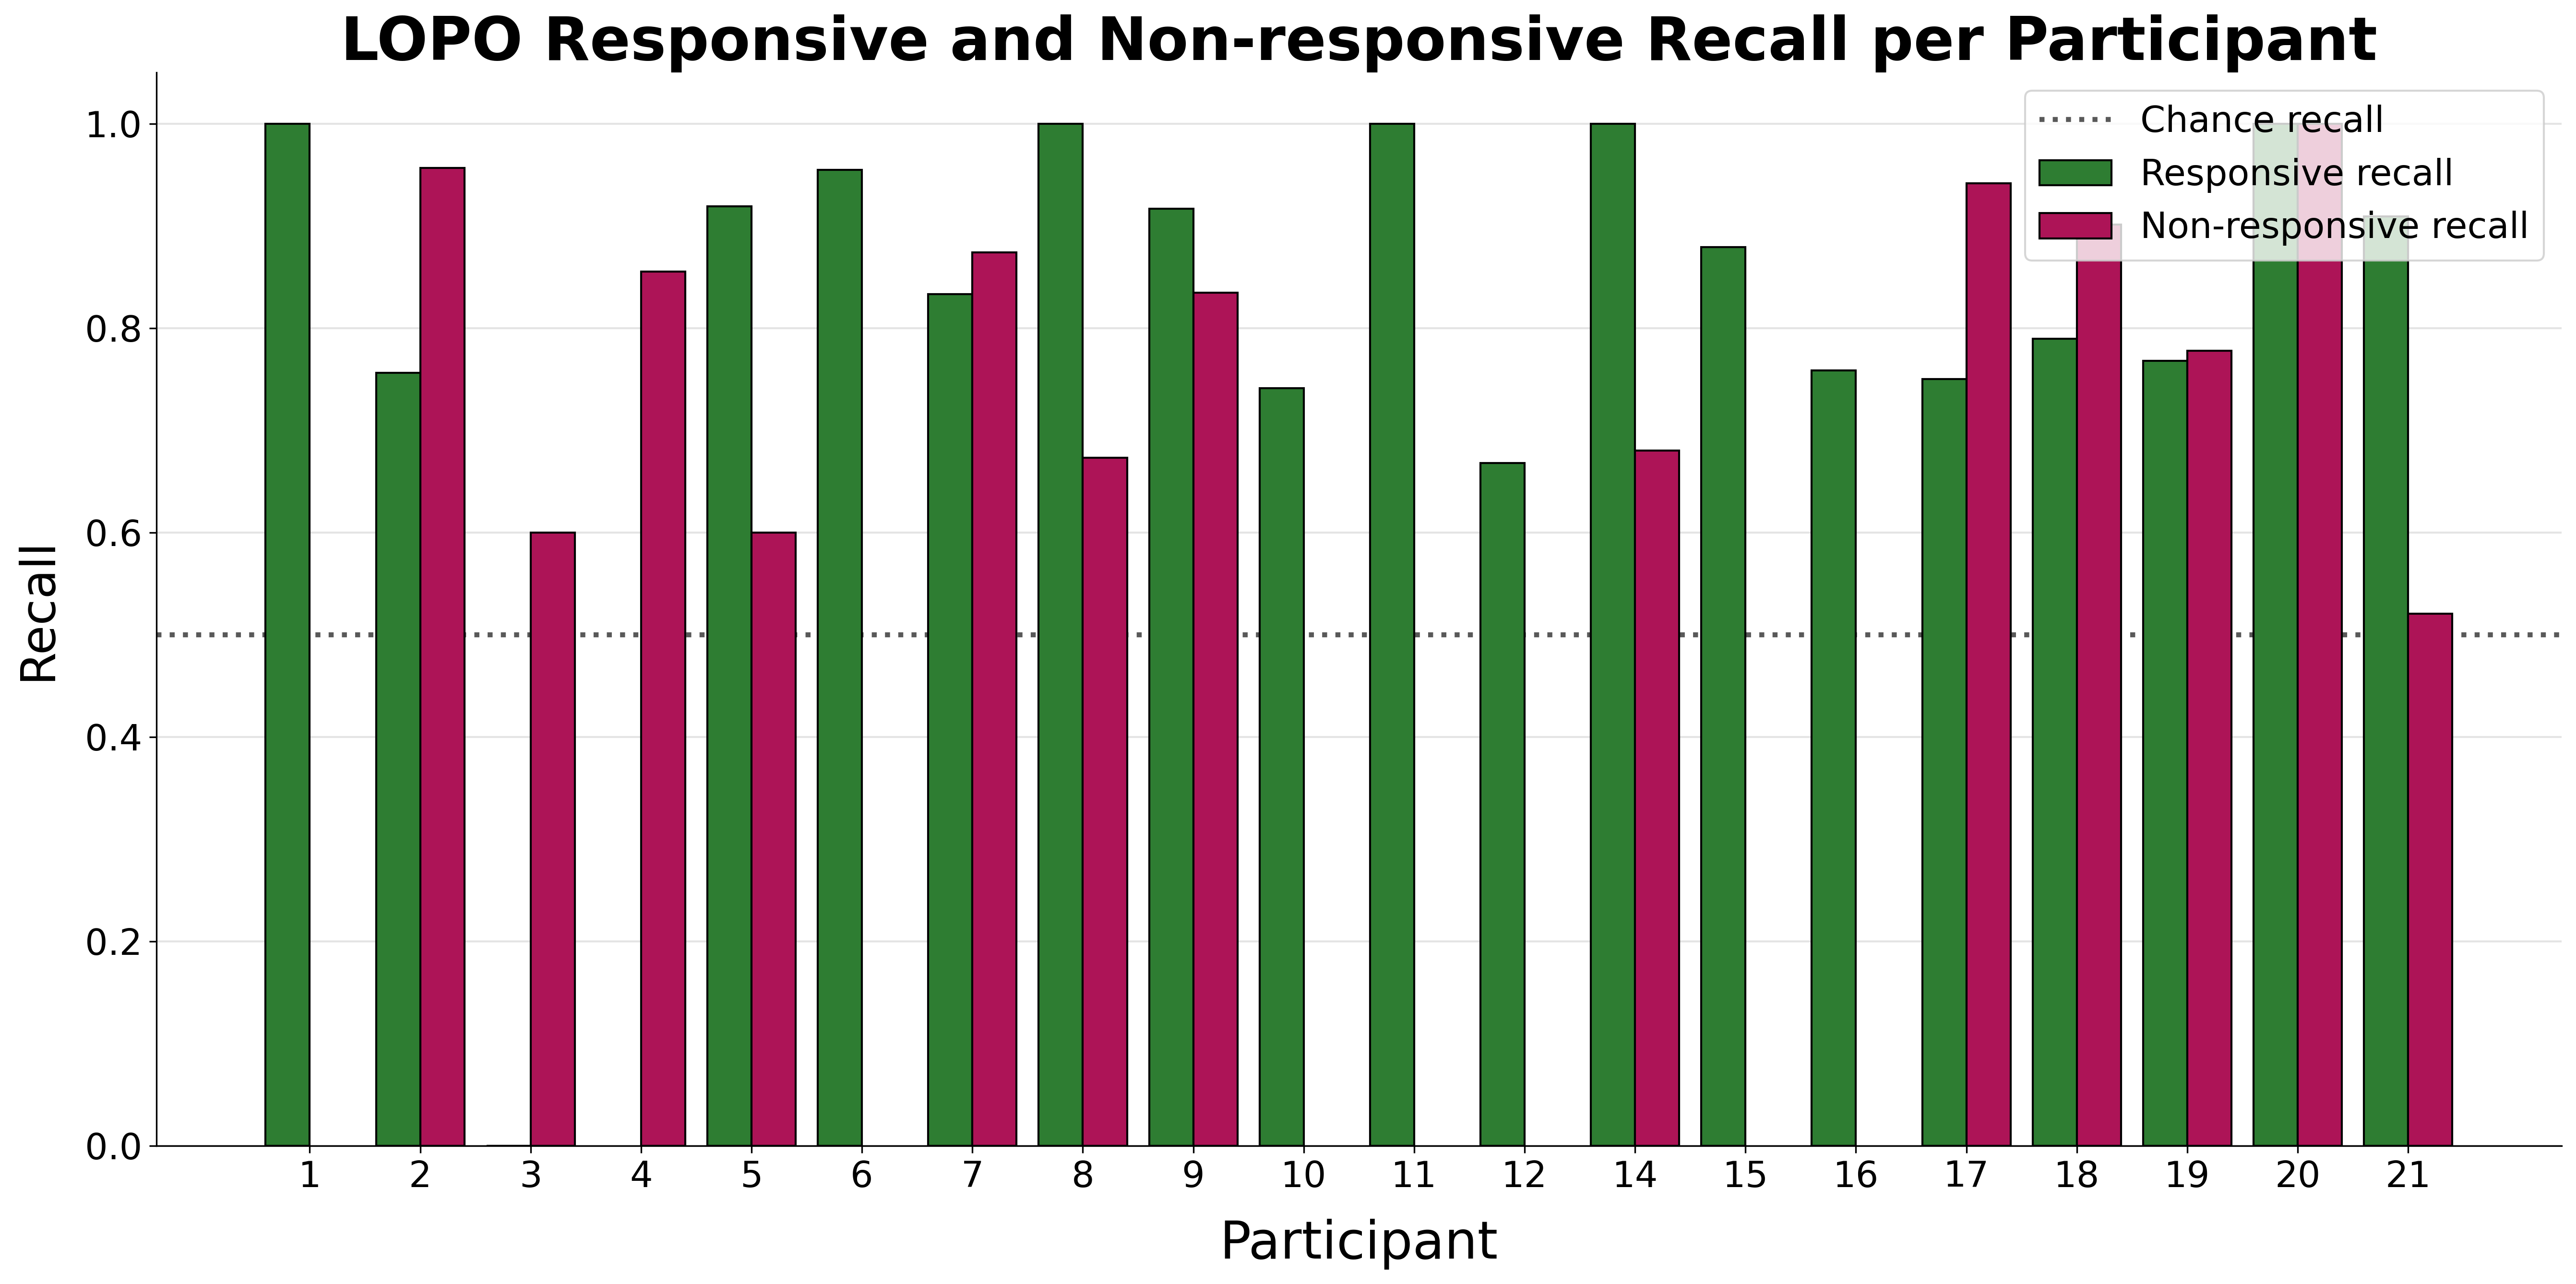 LOPO Responsive and Non-responsive Recall per Participant
Chance recall
Responsive recall
Non-responsive recall
Recall
1.0
0.8
0.6
0.4
0.2
0.0
1 2 3 4 5 6 7 8 9 10 11 12 14 15 16 17 18 19 20 21
Participant